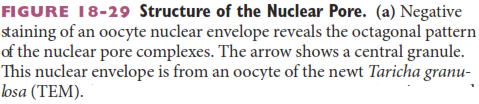 FIGURE 18-29 Structure of the Nuclear Pore. (a) Negative
staining of an oocyte nuclear envelope reveals the octagonal pattern
of the nuclear pore complexes. The arrow shows a central granule.
This nuclear envelope is from an oocyte of the newt Taricha granu-
losa (TEM).